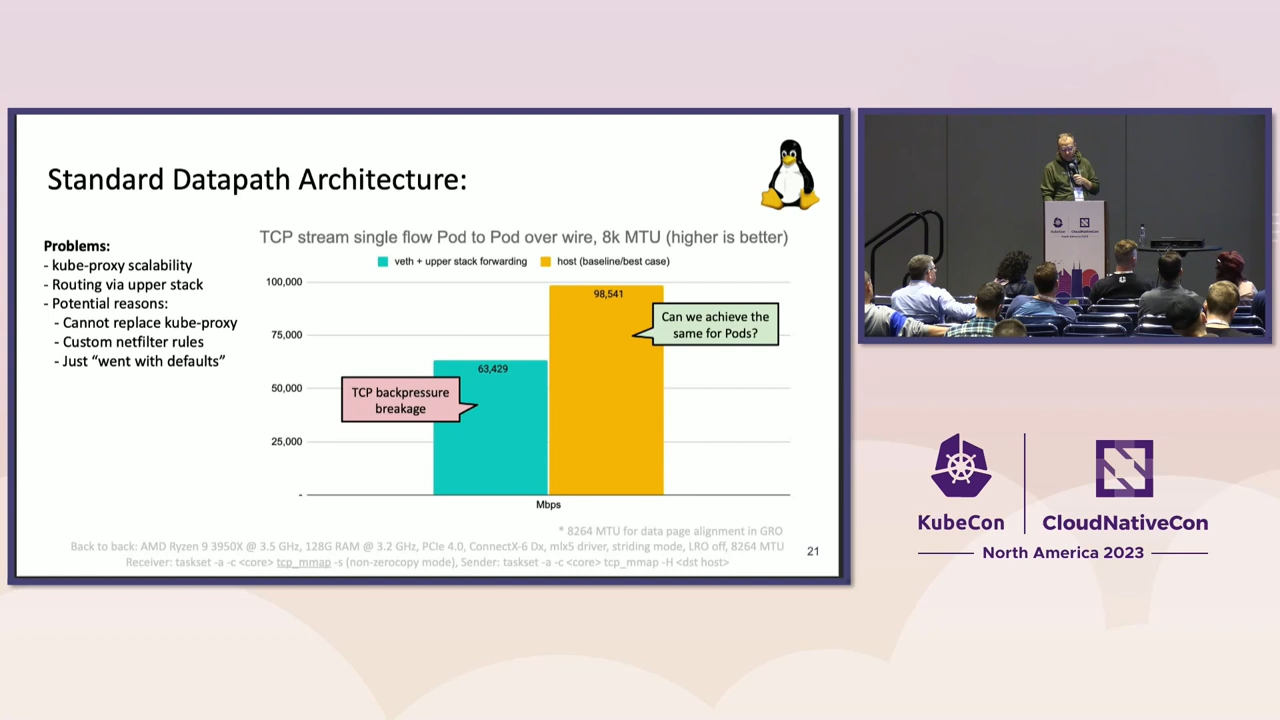 Standard Datapath Architecture:
Problems:
- kube-proxy scalability
- Routing via upper stack
- Potential reasons:
- Cannot replace kube-proxy
- Custom netfilter rules
- Just “went with defaults”
TCP stream single flow Pod to Pod over wire, 8k MTU (higher is better)
veth + upper stack forwarding
host (baseline/best case)
100,000
75,000
50,000
25,000
-
98,541
63,429
Can we achieve the
same for Pods?
TCP backpressure
breakage
Mbps
* 8264 MTU for data page alignment in GRO
Back to back: AMD Ryzen 9 3950X @ 3.5 GHz, 128G RAM @ 3.2 GHz, PCIe 4.0, ConnectX-6 Dx, mlx5 driver, striding mode, LRO off, 8264 MTU
Receiver: taskset -a -c <core> tcp_mmap -s (non-zerocopy mode), Sender: taskset -a -c <core> tcp_mmap -H <dst host>
21
KubeCon
CloudNativeCon
KubeCon
CloudNativeCon
North America 2023